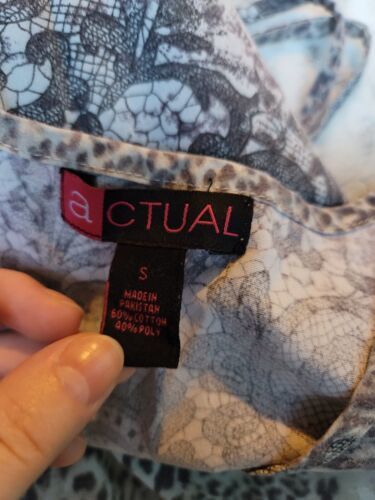 aCTUAL
S
MADE IN
PAKISTAN
60% COTTON
40% POLY